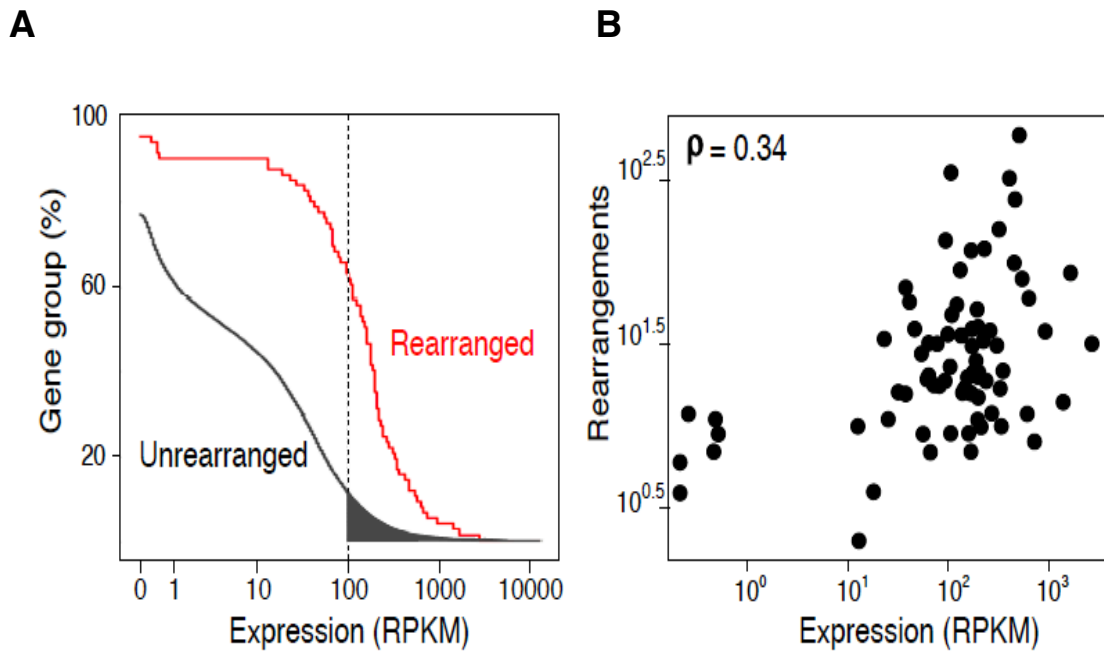 A
B
100
60
20
Gene group (%)
Rearranged
Unrearranged
0 1 10 100 1000 10000
Expression (RPKM)
ρ = 0.34
10^2.5
10^1.5
10^0.5
Rearrangements
10^0 10^1 10^2 10^3
Expression (RPKM)